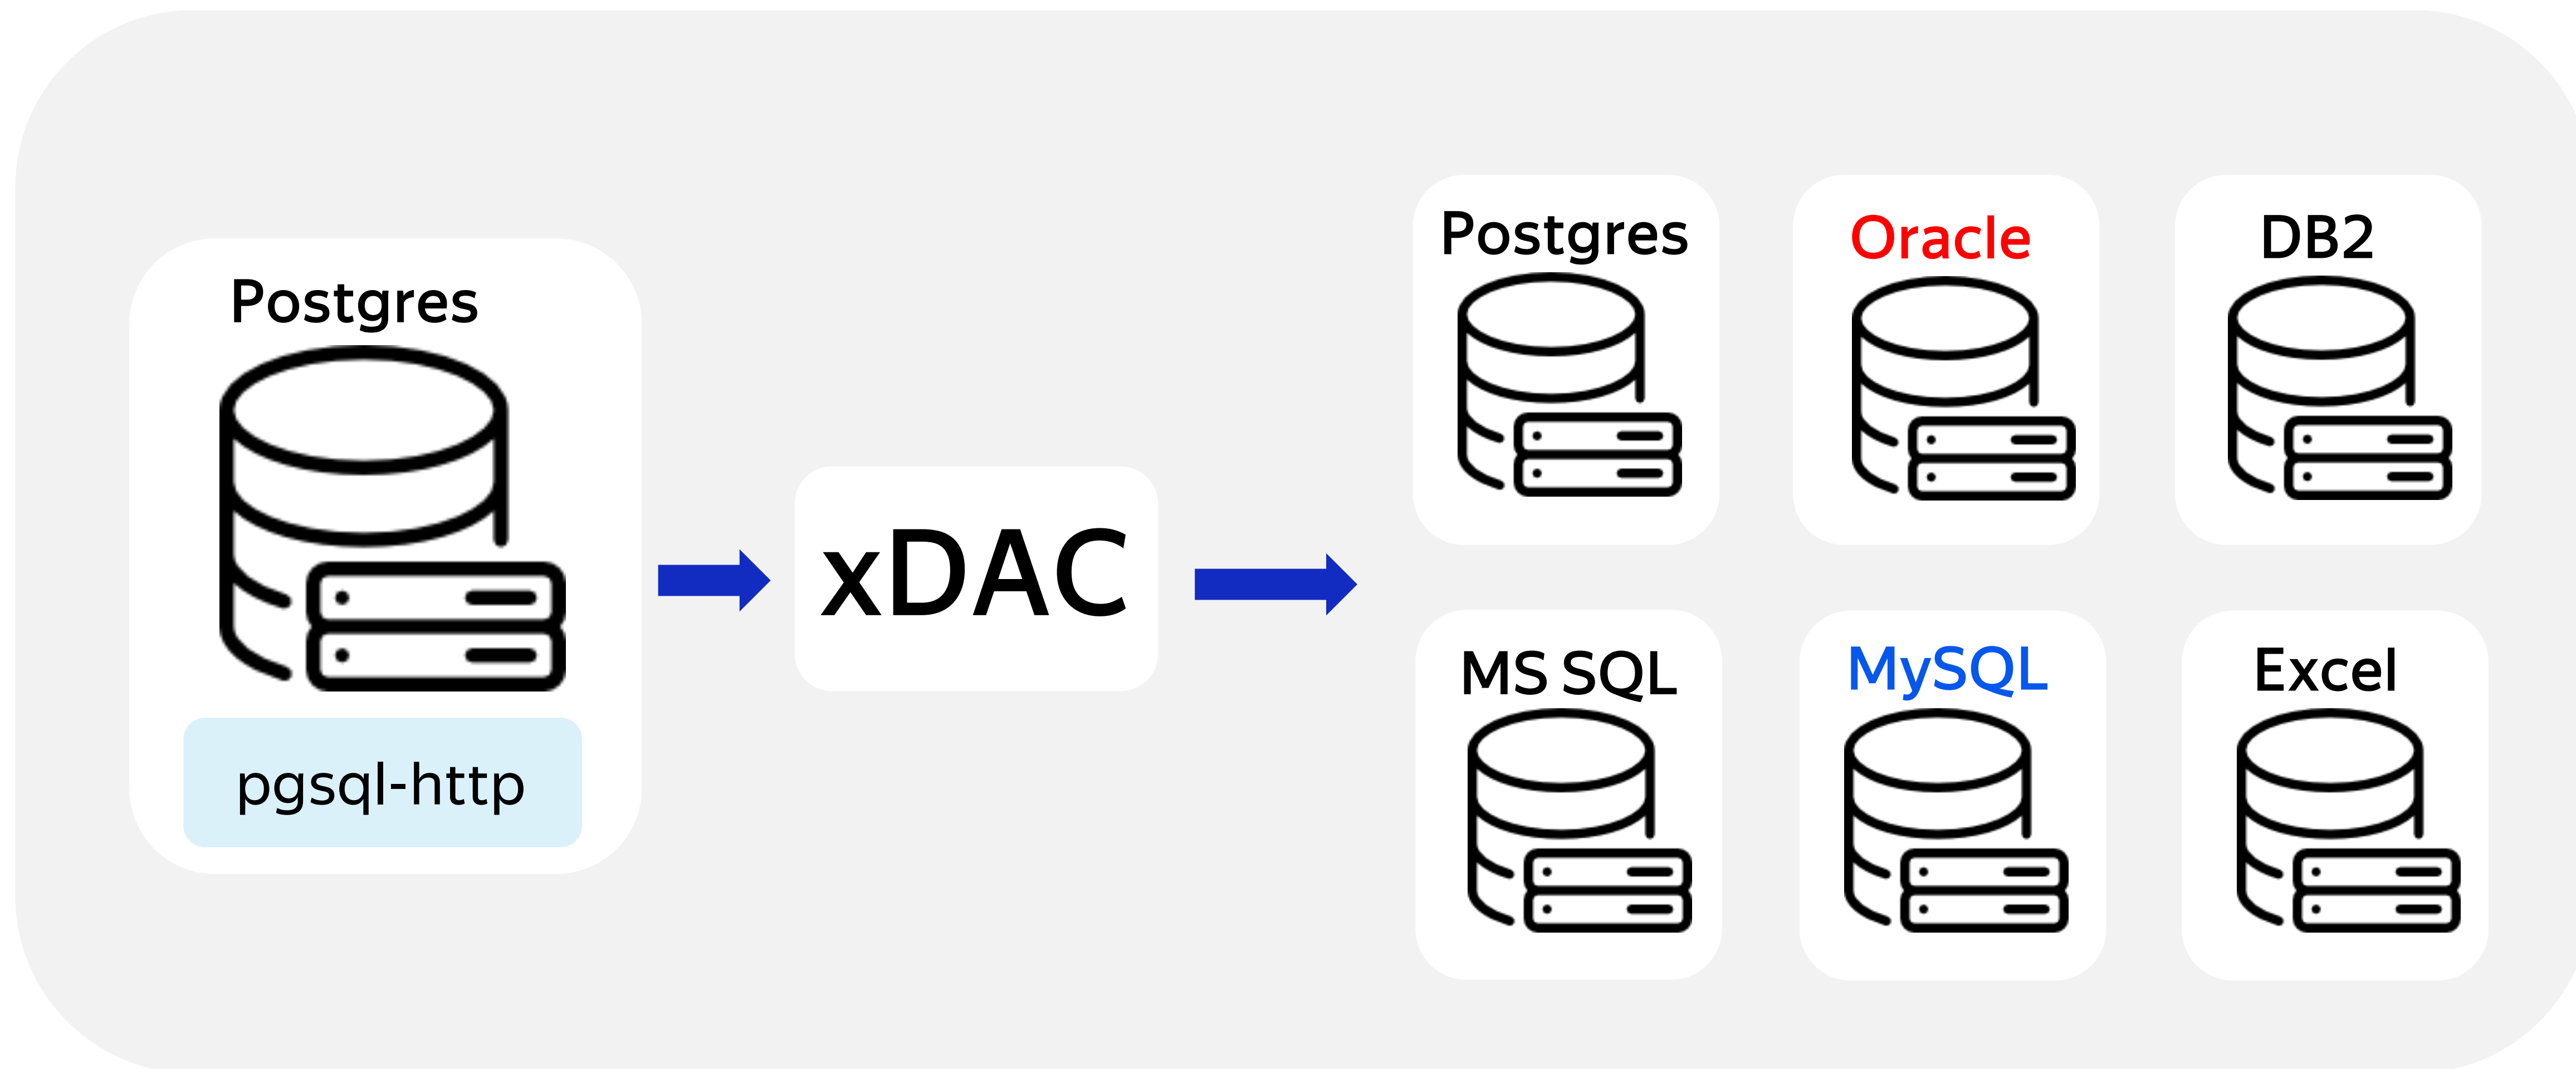 Postgres
pgsql-http
xDAC
Postgres
Oracle
DB2
MS SQL
MySQL
Excel